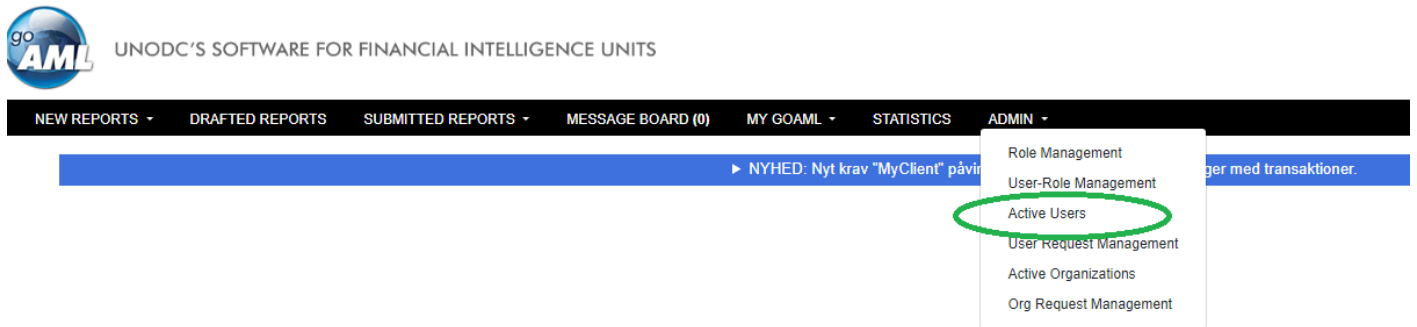 go
AML
UNODC'S SOFTWARE FOR FINANCIAL INTELLIGENCE UNITS
NEW REPORTS DRAFTED REPORTS SUBMITTED REPORTS MESSAGE BOARD (0) MY GOAML STATISTICS ADMIN
► NYHED: Nyt krav "MyClient" påvir ger med transaktioner.
Role Management
User-Role Management
Active Users
User Request Management
Active Organizations
Org Request Management